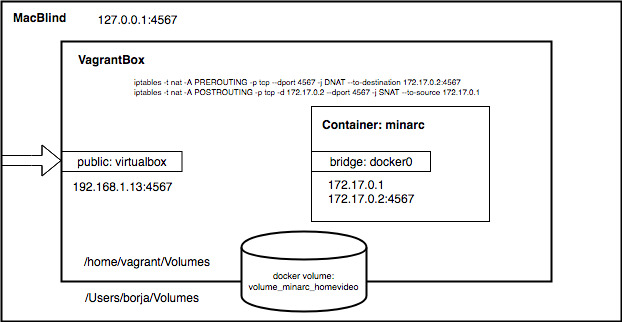 MacBlind 127.0.0.1:4567
VagrantBox
iptables -t nat -A PREROUTING -p tcp --dport 4567 -j DNAT --to-destination 172.17.0.2:4567
iptables -t nat -A POSTROUTING -p tcp -d 172.17.0.2 --dport 4567 -j SNAT --to-source 172.17.0.1
Container: minarc
public: virtualbox
bridge: docker0
192.168.1.13:4567
172.17.0.1
172.17.0.2:4567
/home/vagrant/Volumes
docker volume:
volume_minarc_homevideo
/Users/borja/Volumes